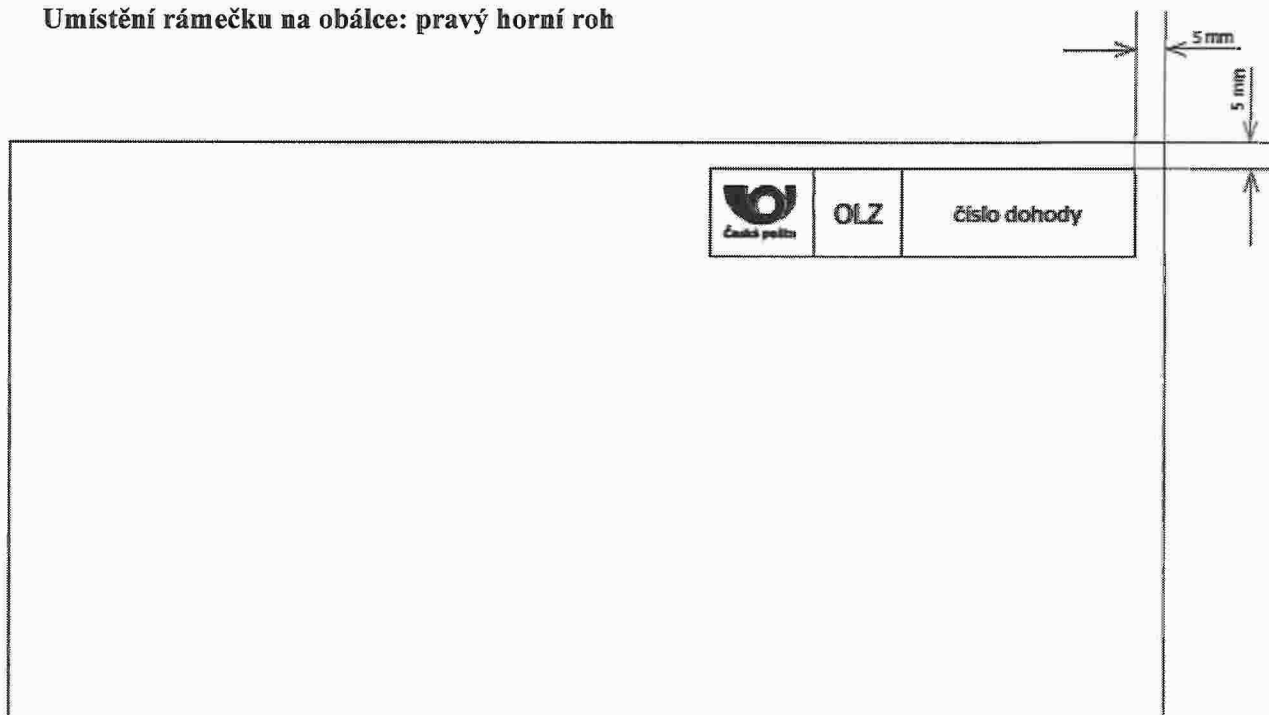 Umístění rámečku na obálce: pravý horní roh
5 mm
5 mm
Česká pošta
OLZ
číslo dohody